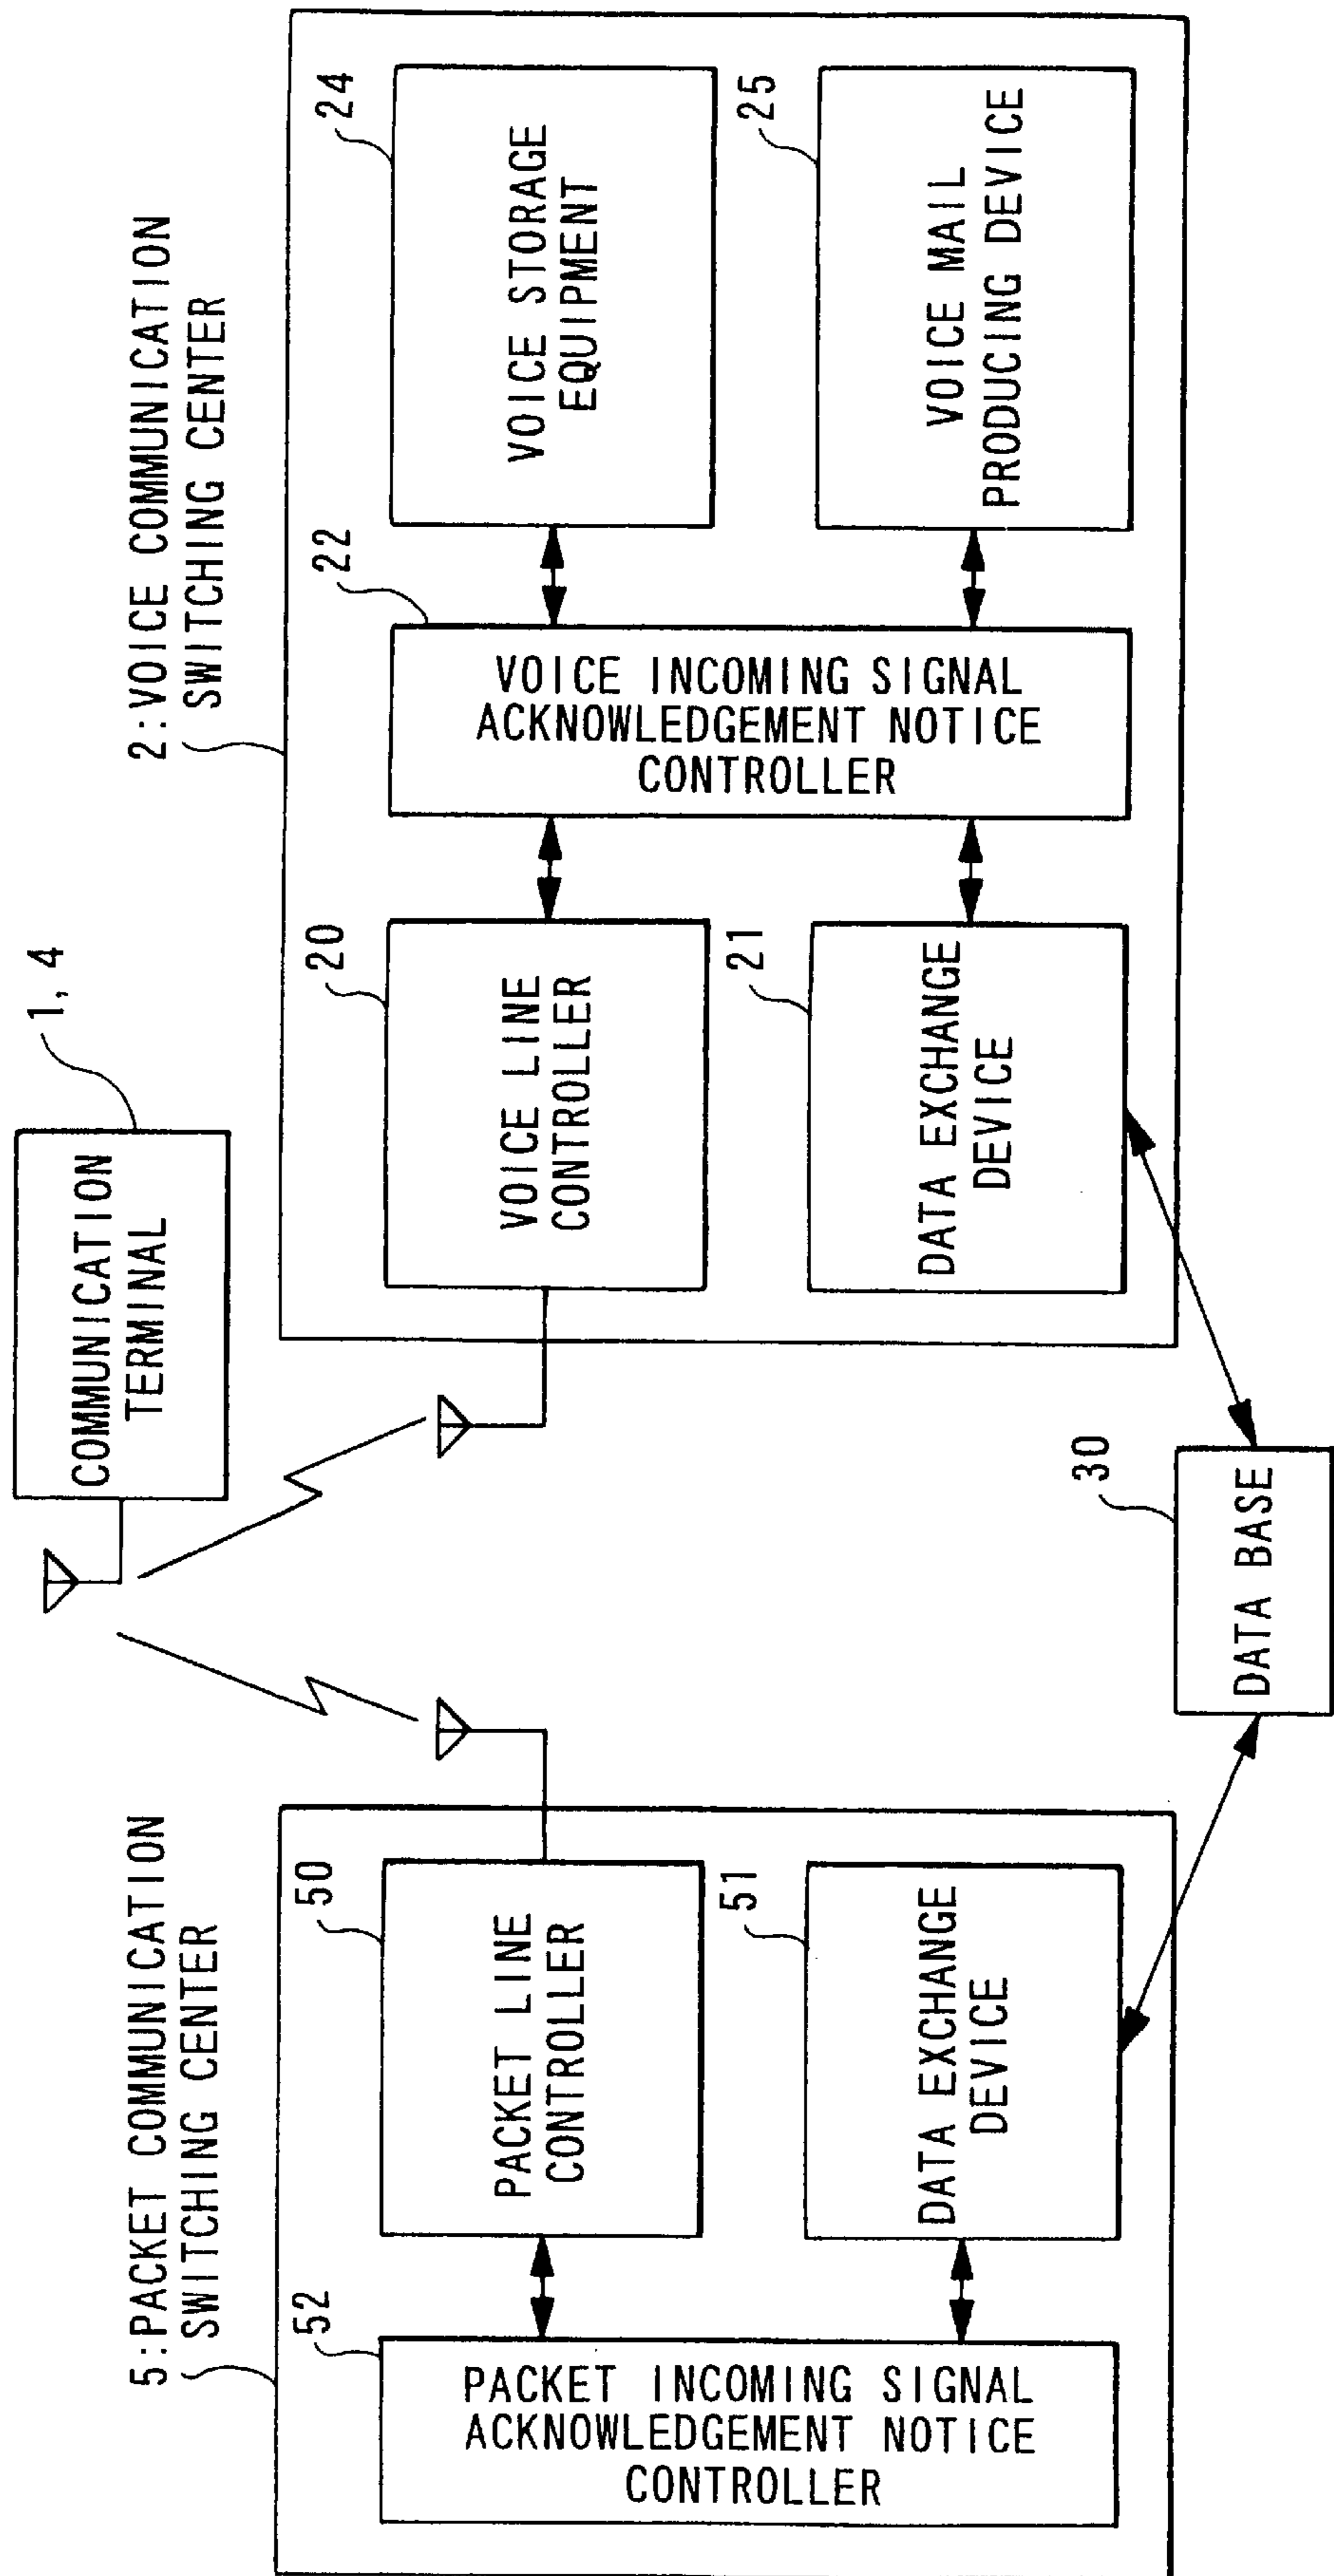 COMMUNICATION
TERMINAL
1, 4
5:PACKET COMMUNICATION
SWITCHING CENTER
52
PACKET INCOMING SIGNAL
ACKNOWLEDGEMENT NOTICE
CONTROLLER
50
PACKET LINE
CONTROLLER
51
DATA EXCHANGE
DEVICE
2:VOICE COMMUNICATION
SWITCHING CENTER
20
VOICE LINE
CONTROLLER
21
DATA EXCHANGE
DEVICE
22
VOICE INCOMING SIGNAL
ACKNOWLEDGEMENT NOTICE
CONTROLLER
24
VOICE STORAGE
EQUIPMENT
25
VOICE MAIL
PRODUCING DEVICE
30
DATA BASE